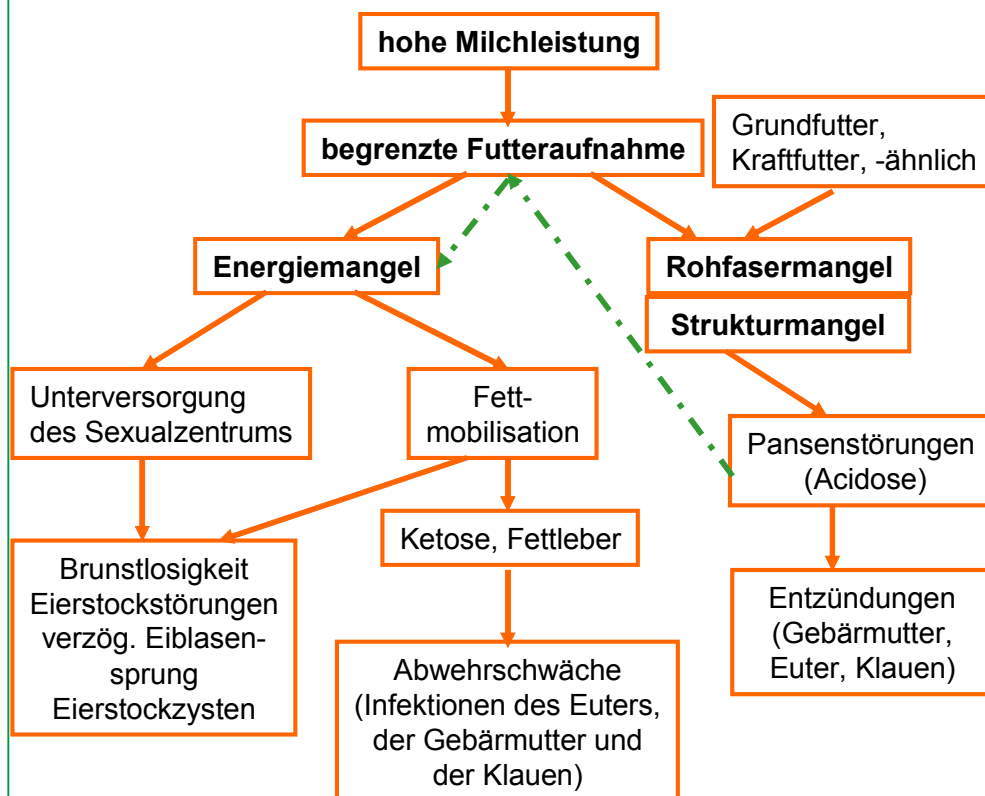 hohe Milchleistung
Grundfutter,
Kraftfutter, -ähnlich
begrenzte Futteraufnahme
Energiemangel
Rohfasermangel
Strukturmangel
Unterversorgung
des Sexualzentrums
Fett-
mobilisation
Pansenstörungen
(Acidose)
Ketose, Fettleber
Brunstlosigkeit
Eierstockstörungen
verzög. Eiblasen-
sprung
Eierstockzysten
Entzündungen
(Gebärmutter,
Euter, Klauen)
Abwehrschwäche
(Infektionen des Euters,
der Gebärmutter und
der Klauen)